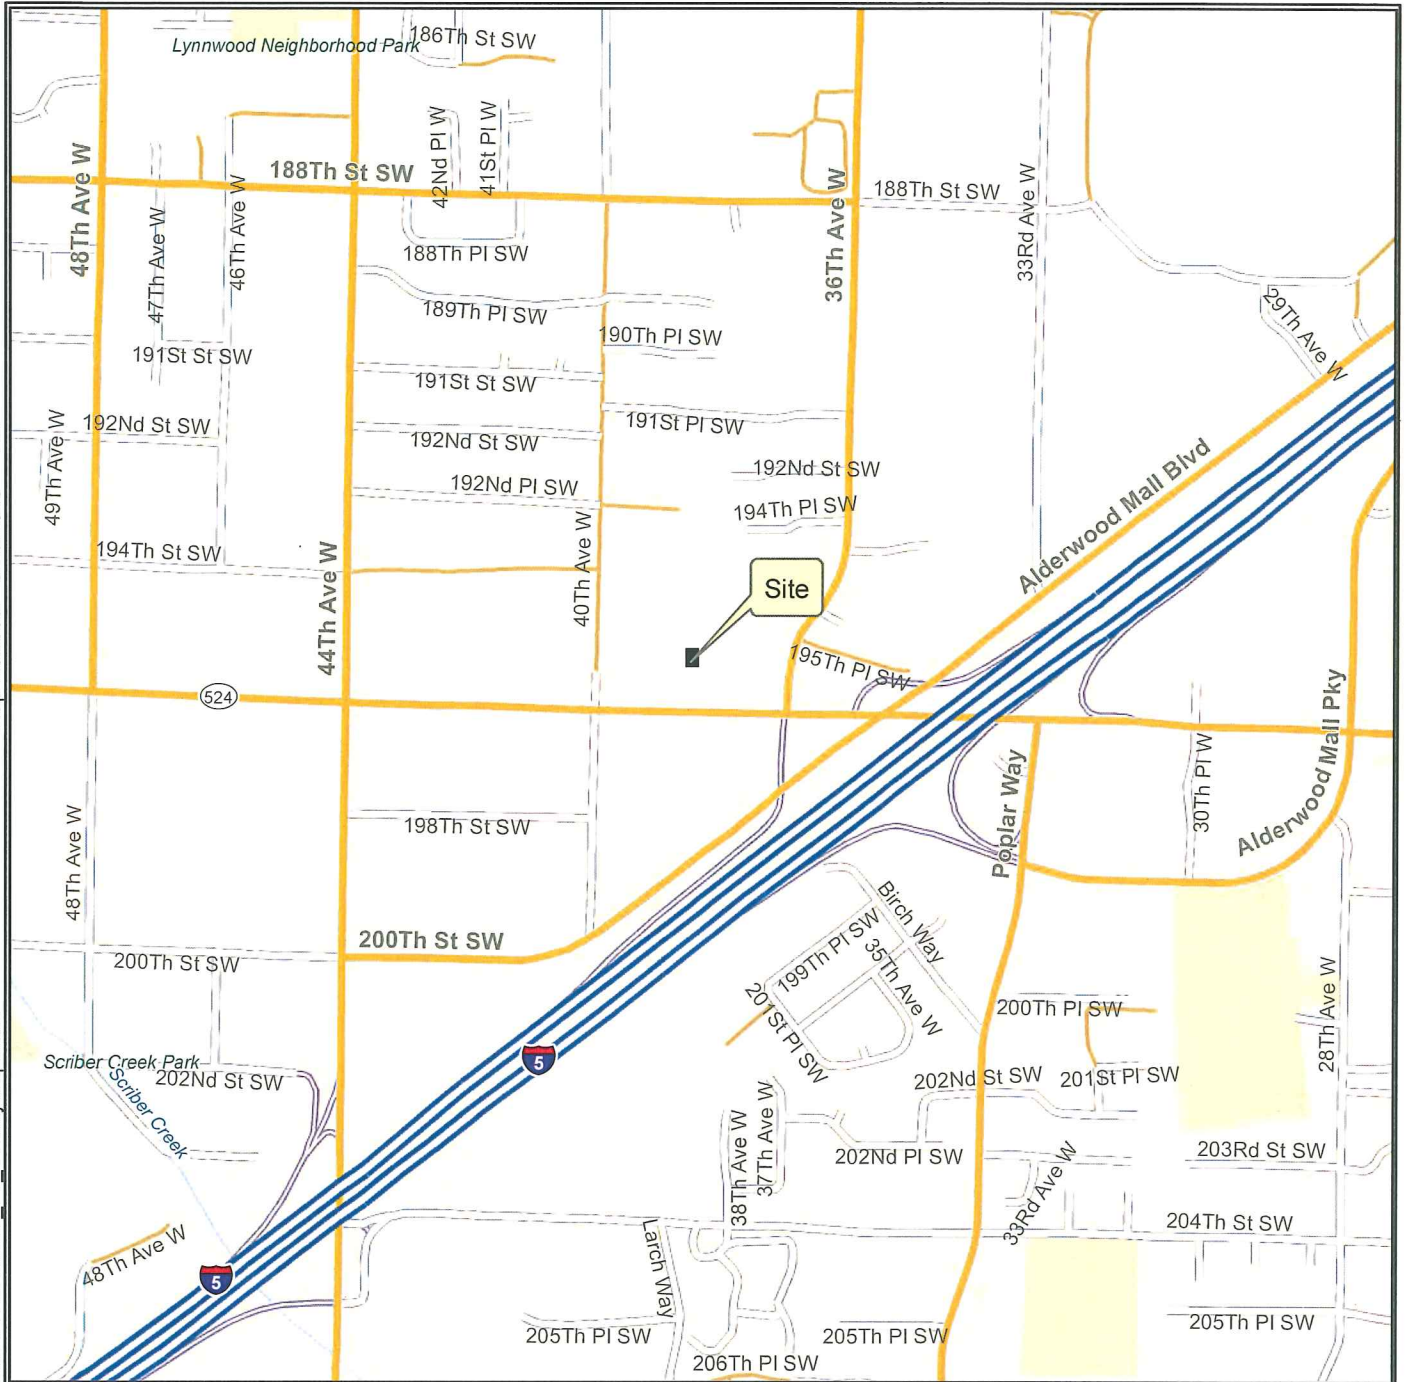 Lynnwood Neighborhood Park
186Th St SW
48Th Ave W
47Th Ave W
46Th Ave W
188Th St SW
42Nd Pl W
41St Pl W
188Th Pl SW
36Th Ave W
188Th St SW
33Rd Ave W
29Th Ave W
189Th Pl SW
190Th Pl SW
191St St SW
191St St SW
191St Pl SW
49Th Ave W
192Nd St SW
192Nd St SW
192Nd St SW
192Nd Pl SW
194Th Pl SW
194Th St SW
44Th Ave W
40Th Ave W
Site
Alderwood Mall Blvd
195Th Pl SW
524
Alderwood Mall Pky
30Th Pl W
Poplar Way
48Th Ave W
198Th St SW
200Th St SW
200Th St SW
Birch Way
199Th Pl SW
35Th Ave W
201St Pl SW
200Th Pl SW
28Th Ave W
Scriber Creek Park
202Nd St SW
Scriber Creek
5
202Nd St SW
201St Pl SW
38Th Ave W
37Th Ave W
202Nd Pl SW
33Rd Ave W
203Rd St SW
204Th St SW
48Th Ave W
5
Larch Way
205Th Pl SW
205Th Pl SW
205Th Pl SW
206Th Pl SW